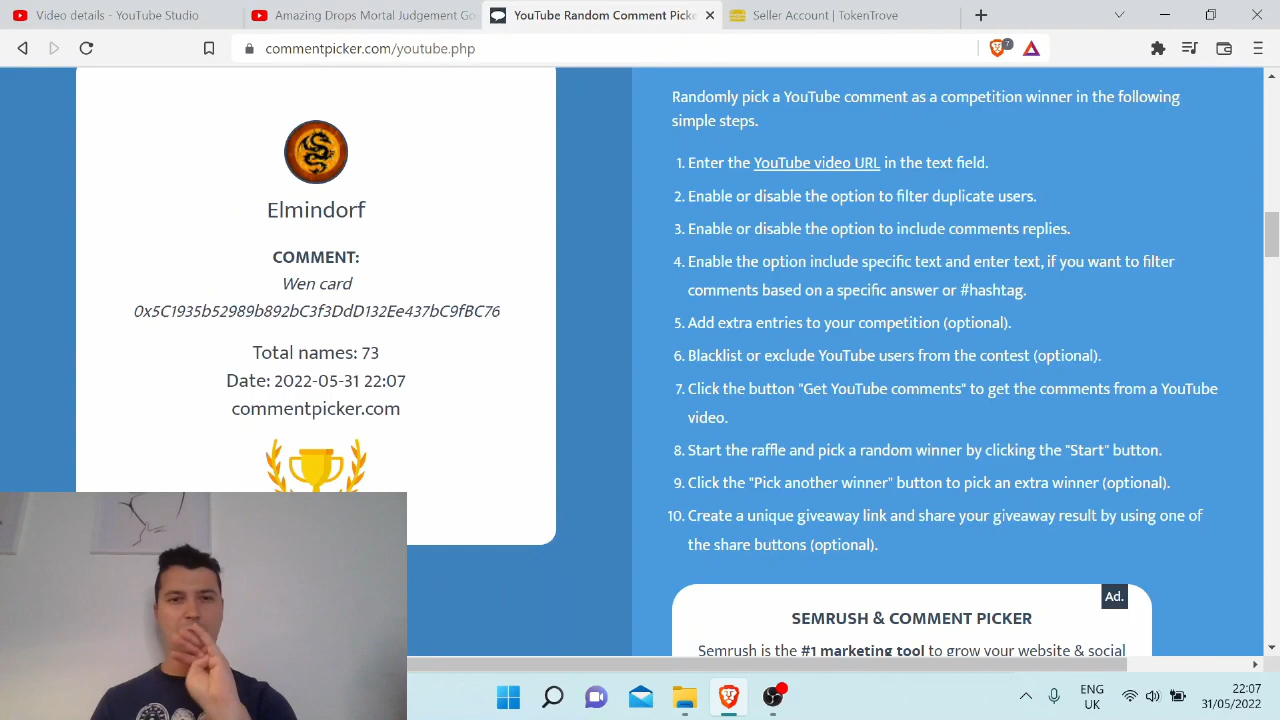 Video details - YouTube Studio
Amazing Drops Mortal Judgement Go
YouTube Random Comment Picke
Seller Account | TokenTrove
commentpicker.com/youtube.php
7
Elmindorf
COMMENT:
Wen card
0x5C1935b52989b892bC3f3DdD132Ee437bC9fBC76
Total names: 73
Date: 2022-05-31 22:07
commentpicker.com
Randomly pick a YouTube comment as a competition winner in the following
simple steps.
1. Enter the YouTube video URL in the text field.
2. Enable or disable the option to filter duplicate users.
3. Enable or disable the option to include comments replies.
4. Enable the option include specific text and enter text, if you want to filter
comments based on a specific answer or #hashtag.
5. Add extra entries to your competition (optional).
6. Blacklist or exclude YouTube users from the contest (optional).
7. Click the button "Get YouTube comments" to get the comments from a YouTube
video.
8. Start the raffle and pick a random winner by clicking the "Start" button.
9. Click the "Pick another winner" button to pick an extra winner (optional).
10. Create a unique giveaway link and share your giveaway result by using one of
the share buttons (optional).
Ad.
SEMRUSH & COMMENT PICKER
Semrush is the #1 marketing tool to grow your website & social
ENG
UK
22:07
31/05/2022